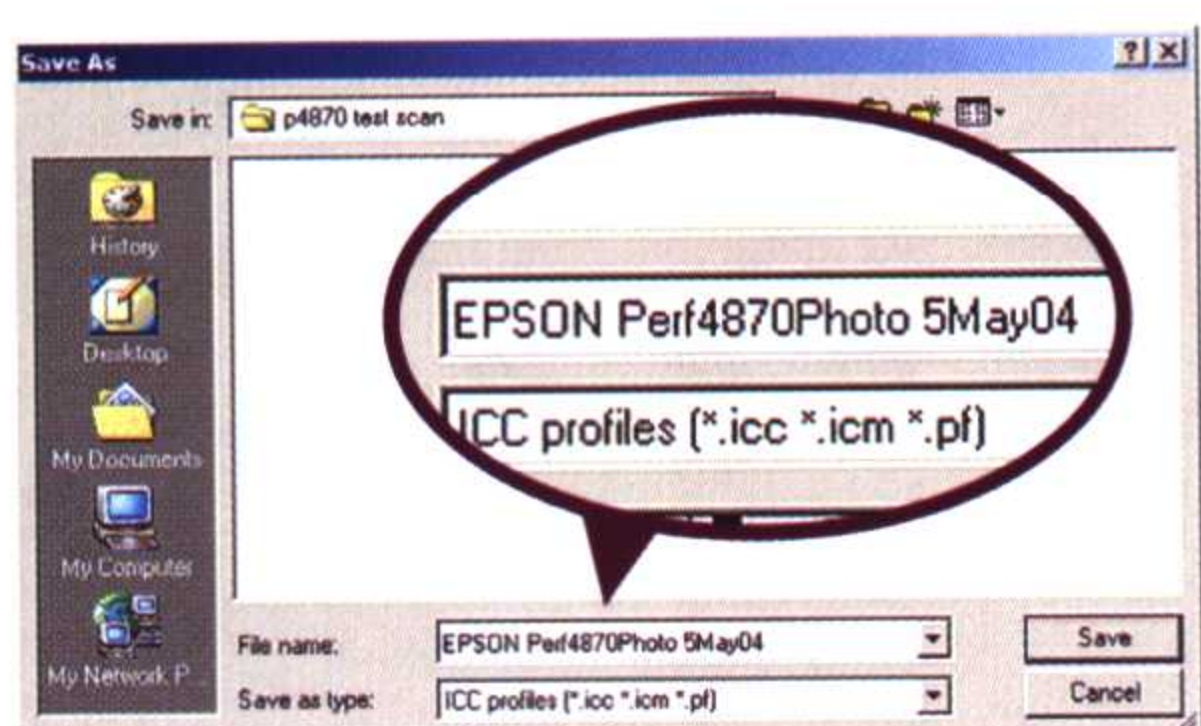 Save As
Save in: p4870 test scan
EPSON Perf4870Photo 5May04
ICC profiles (*.icc *.icm *.pf)
History
Desktop
My Documents
My Computer
My Network P...
File name: EPSON Perf4870Photo 5May04 Save
Save as type: ICC profiles (*.icc *.icm *.pf) Cancel